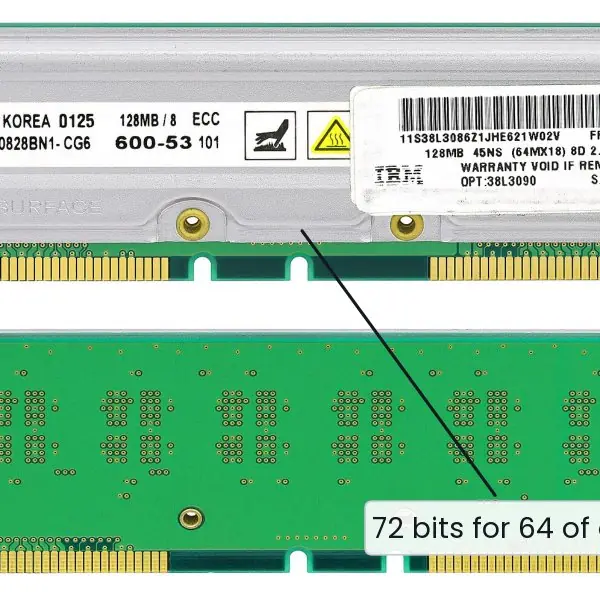 KOREA 0125 128MB/8 ECC
0828BN1-CG6 600-53 101
SURFACE
11S38L3086Z1JHE621W02V
128MB 45NS (64MX18) 8D 2.
WARRANTY VOID IF REN
IBM
OPT:38L3090
72 bits for 64 of